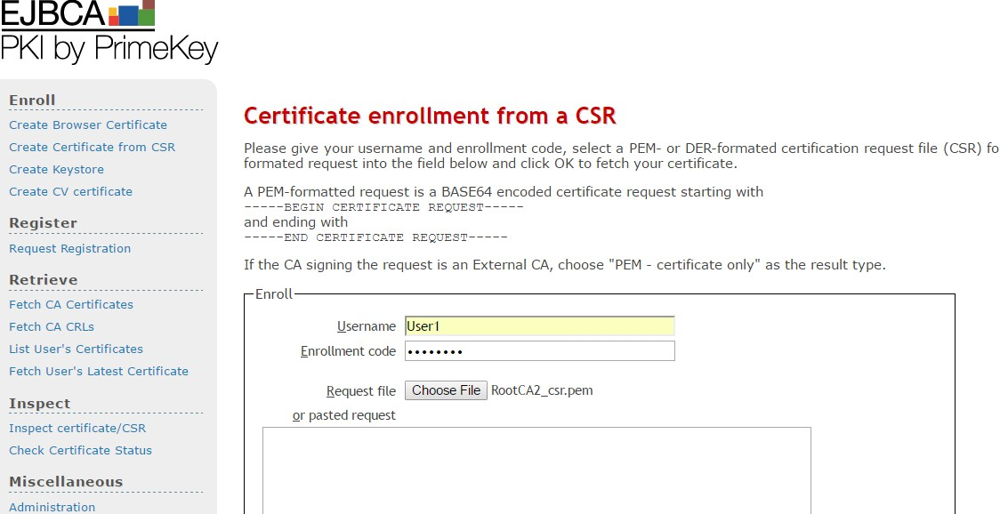 EJBCA
PKI by PrimeKey
Enroll
Create Browser Certificate
Create Certificate from CSR
Create Keystore
Create CV certificate
Register
Request Registration
Retrieve
Fetch CA Certificates
Fetch CA CRLs
List User's Certificates
Fetch User's Latest Certificate
Inspect
Inspect certificate/CSR
Check Certificate Status
Miscellaneous
Administration
Certificate enrollment from a CSR
Please give your username and enrollment code, select a PEM- or DER-formated certification request file (CSR) fo
formated request into the field below and click OK to fetch your certificate.
A PEM-formatted request is a BASE64 encoded certificate request starting with
-----BEGIN CERTIFICATE REQUEST-----
and ending with
-----END CERTIFICATE REQUEST-----
If the CA signing the request is an External CA, choose "PEM - certificate only" as the result type.
Enroll
Username User1
Enrollment code ••••••••
Request file Choose File RootCA2_csr.pem
or pasted request